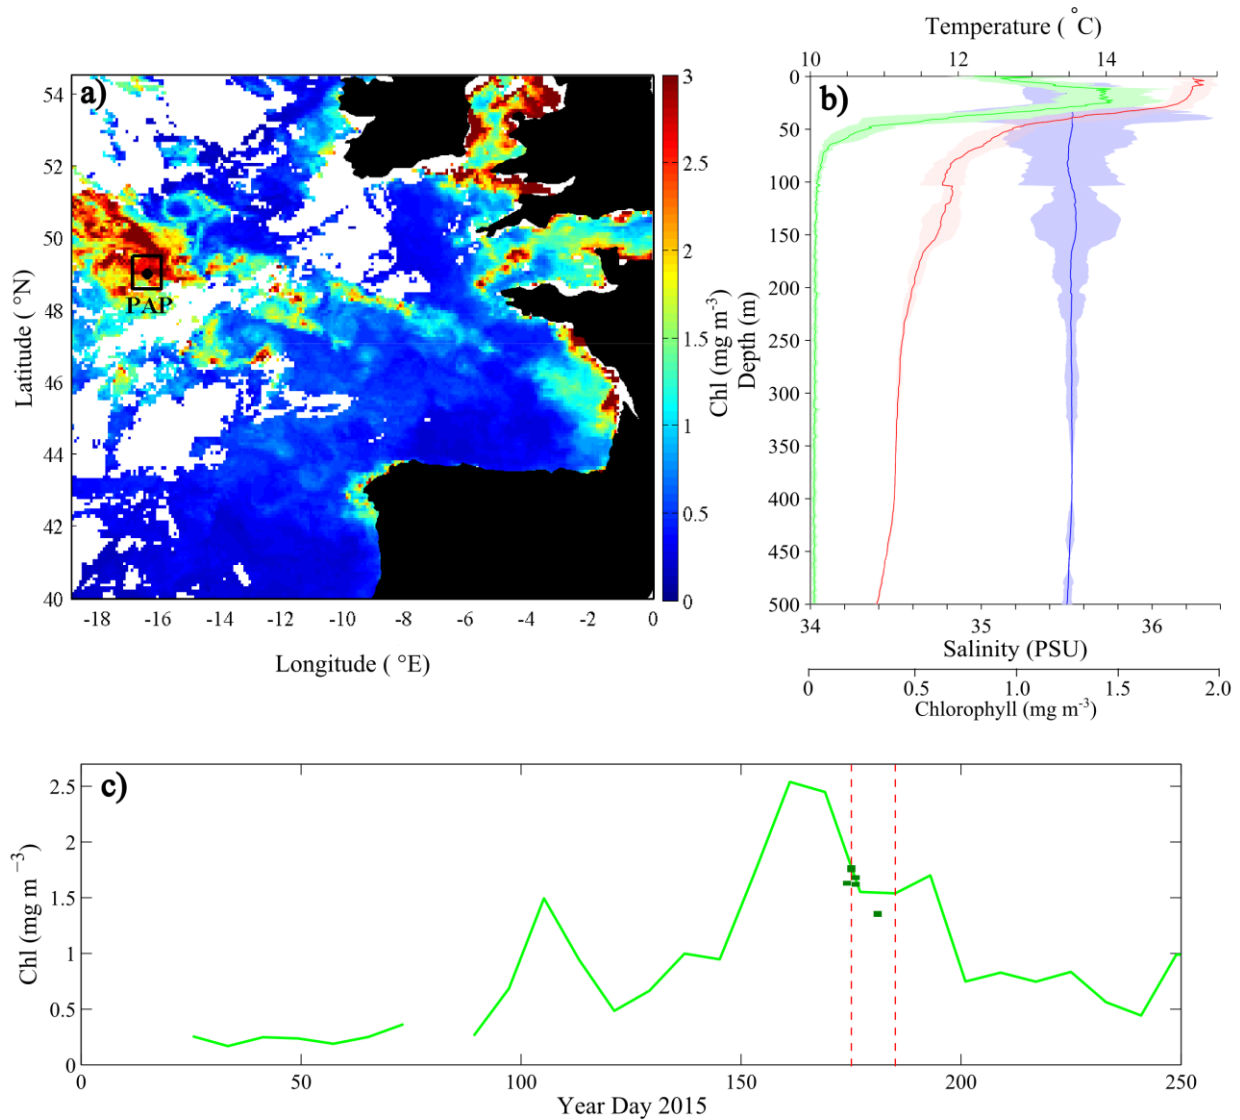 a)
54
52
50
48
46
44
42
40
Latitude ( °N)
-18 -16 -14 -12 -10 -8 -6 -4 -2 0
Longitude ( °E)
PAP
3
2.5
2
1.5
1
0.5
0
Chl (mg m-3)
Temperature ( °C)
10 12 14
b)
0
50
100
150
200
250
300
350
400
450
500
Depth (m)
34 35 36
Salinity (PSU)
0 0.5 1.0 1.5 2.0
Chlorophyll (mg m-3)
c)
2.5
2
1.5
1
0.5
0
Chl (mg m −3)
0 50 100 150 200 250
Year Day 2015